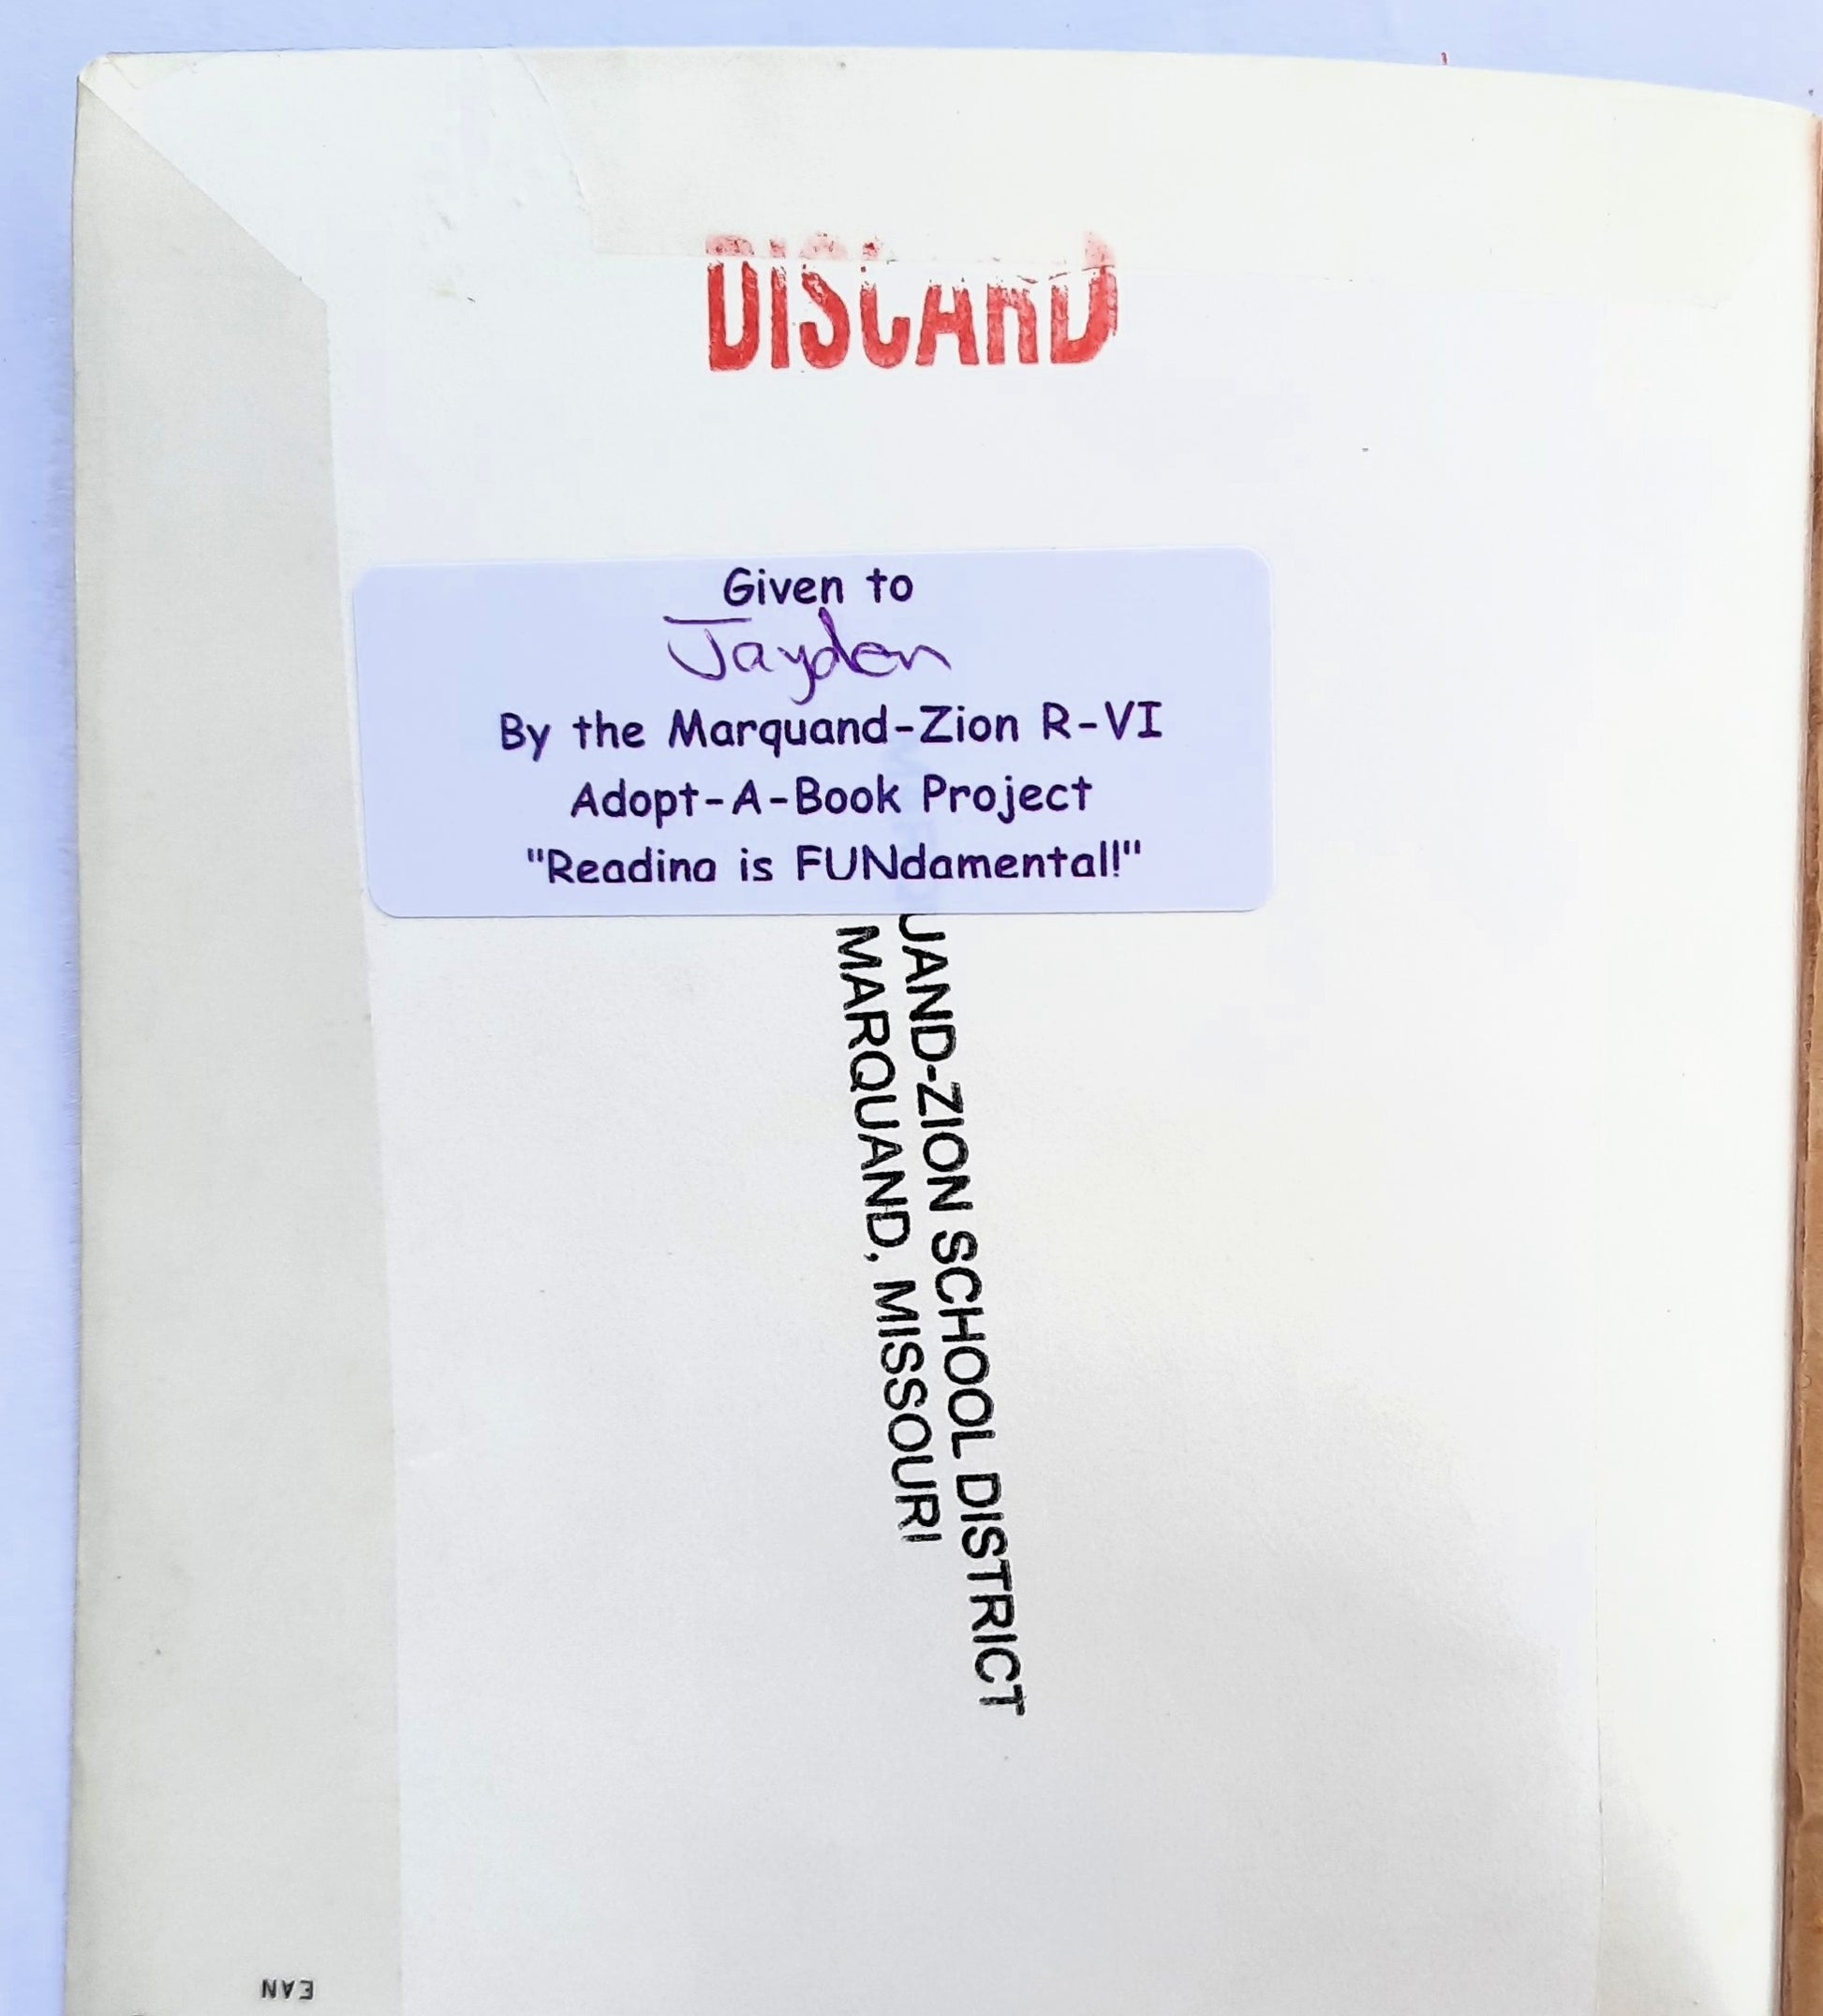 DISCARD
Given to
Jayden
By the Marquand-Zion R-VI
Adopt-A-Book Project
"Reading is FUNdamental!"
UAND-ZION SCHOOL DISTRICT
MARQUAND, MISSOURI
EAN